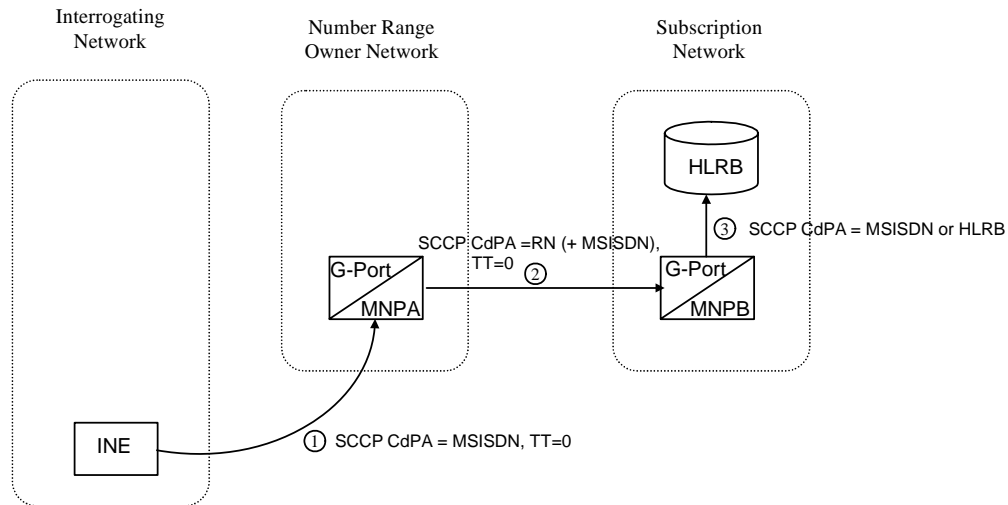 Interrogating
Network
Number Range
Owner Network
Subscription
Network
HLRB
③ SCCP CdPA = MSISDN or HLRB
SCCP CdPA =RN (+ MSISDN),
TT=0
②
G-Port
MNPA
G-Port
MNPB
INE
① SCCP CdPA = MSISDN, TT=0